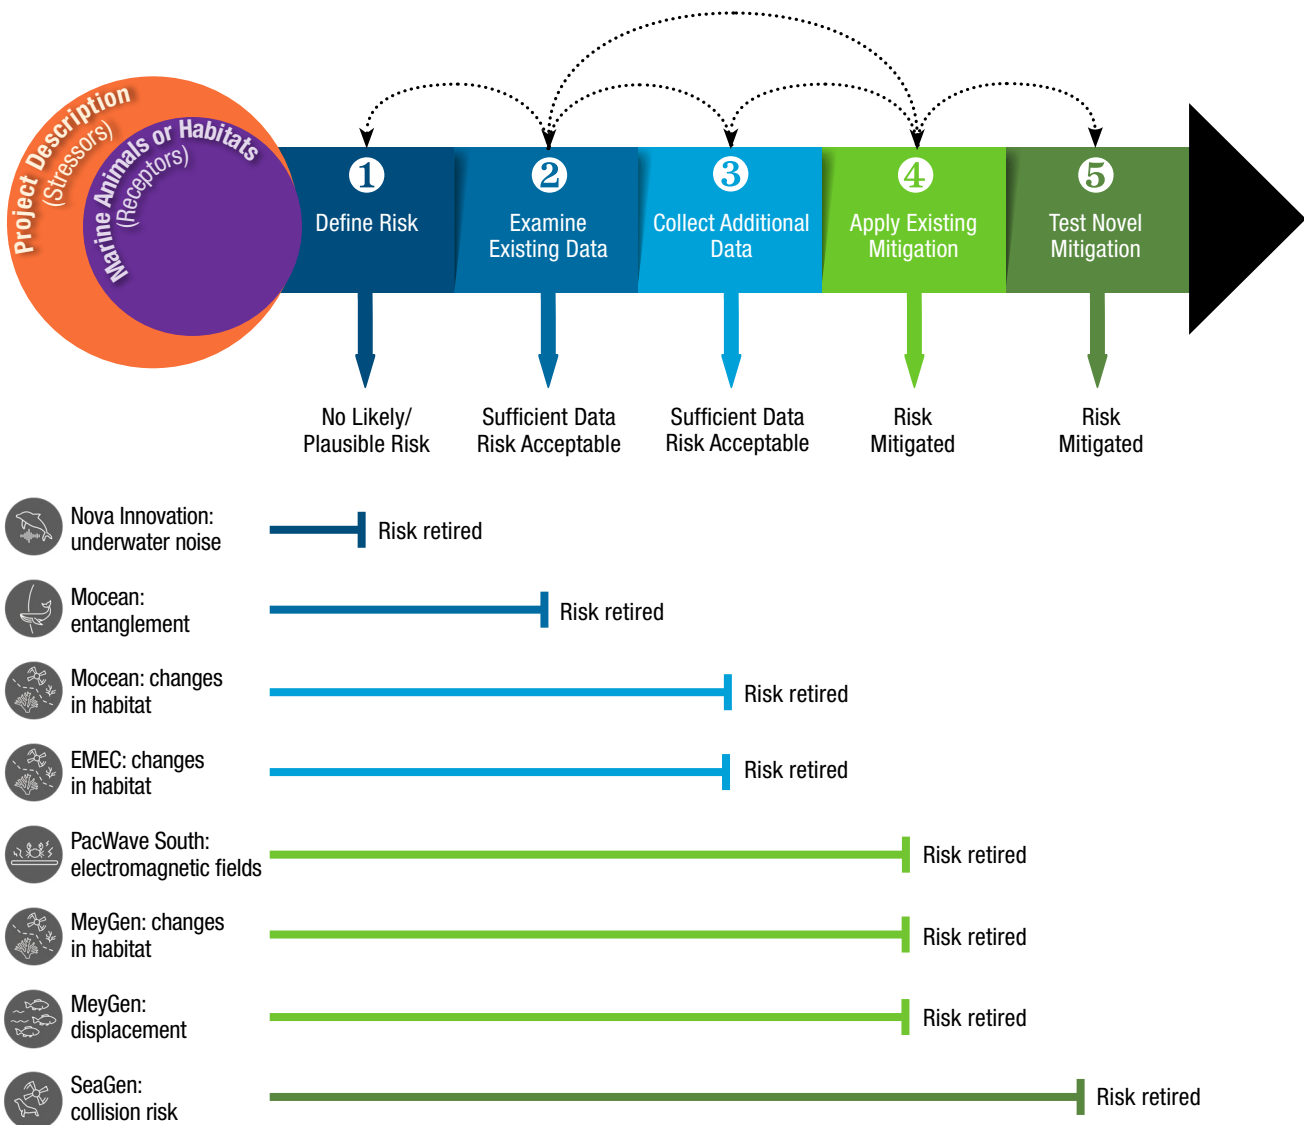 Project Description
(Stressors)
Marine Animals or Habitats
(Receptors)
1
Define Risk
2
Examine
Existing Data
3
Collect Additional
Data
4
Apply Existing
Mitigation
5
Test Novel
Mitigation
No Likely/
Plausible Risk
Sufficient Data
Risk Acceptable
Sufficient Data
Risk Acceptable
Risk
Mitigated
Risk
Mitigated
Nova Innovation:
underwater noise
Risk retired
Mocean:
entanglement
Risk retired
Mocean: changes
in habitat
Risk retired
EMEC: changes
in habitat
Risk retired
PacWave South:
electromagnetic fields
Risk retired
MeyGen: changes
in habitat
Risk retired
MeyGen:
displacement
Risk retired
SeaGen:
collision risk
Risk retired